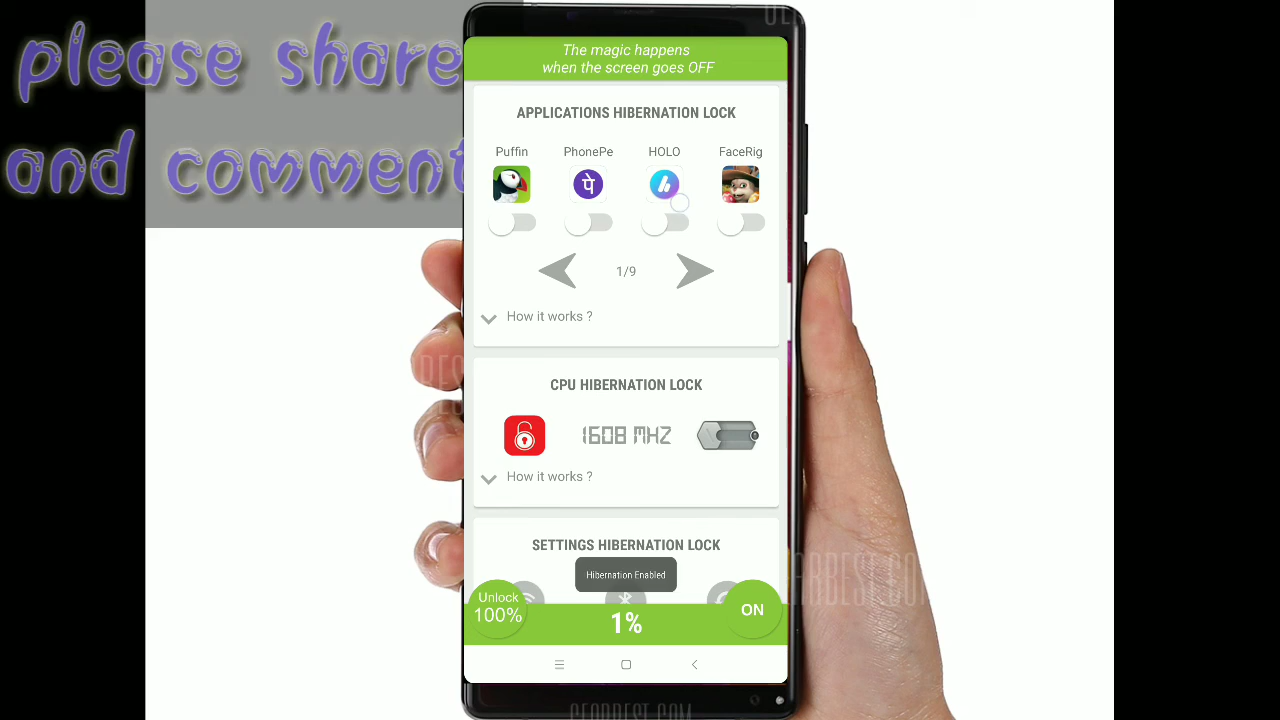 please share
and comment
The magic happens
when the screen goes OFF
APPLICATIONS HIBERNATION LOCK
Puffin PhonePe HOLO FaceRig
पे
1/9
How it works ?
CPU HIBERNATION LOCK
1608 MHZ
How it works ?
SETTINGS HIBERNATION LOCK
Hibernation Enabled
Unlock
100%
1%
ON
GEARBEST.COM